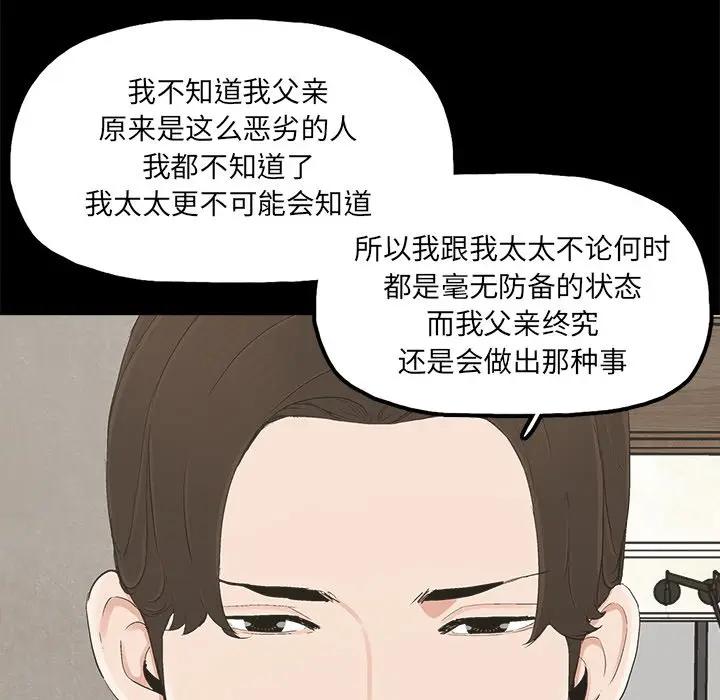 我不知道我父亲
原来是这么恶劣的人
我都不知道了
我太太更不可能会知道
所以我跟我太太不论何时
都是毫无防备的状态
而我父亲终究
还是会做出那种事